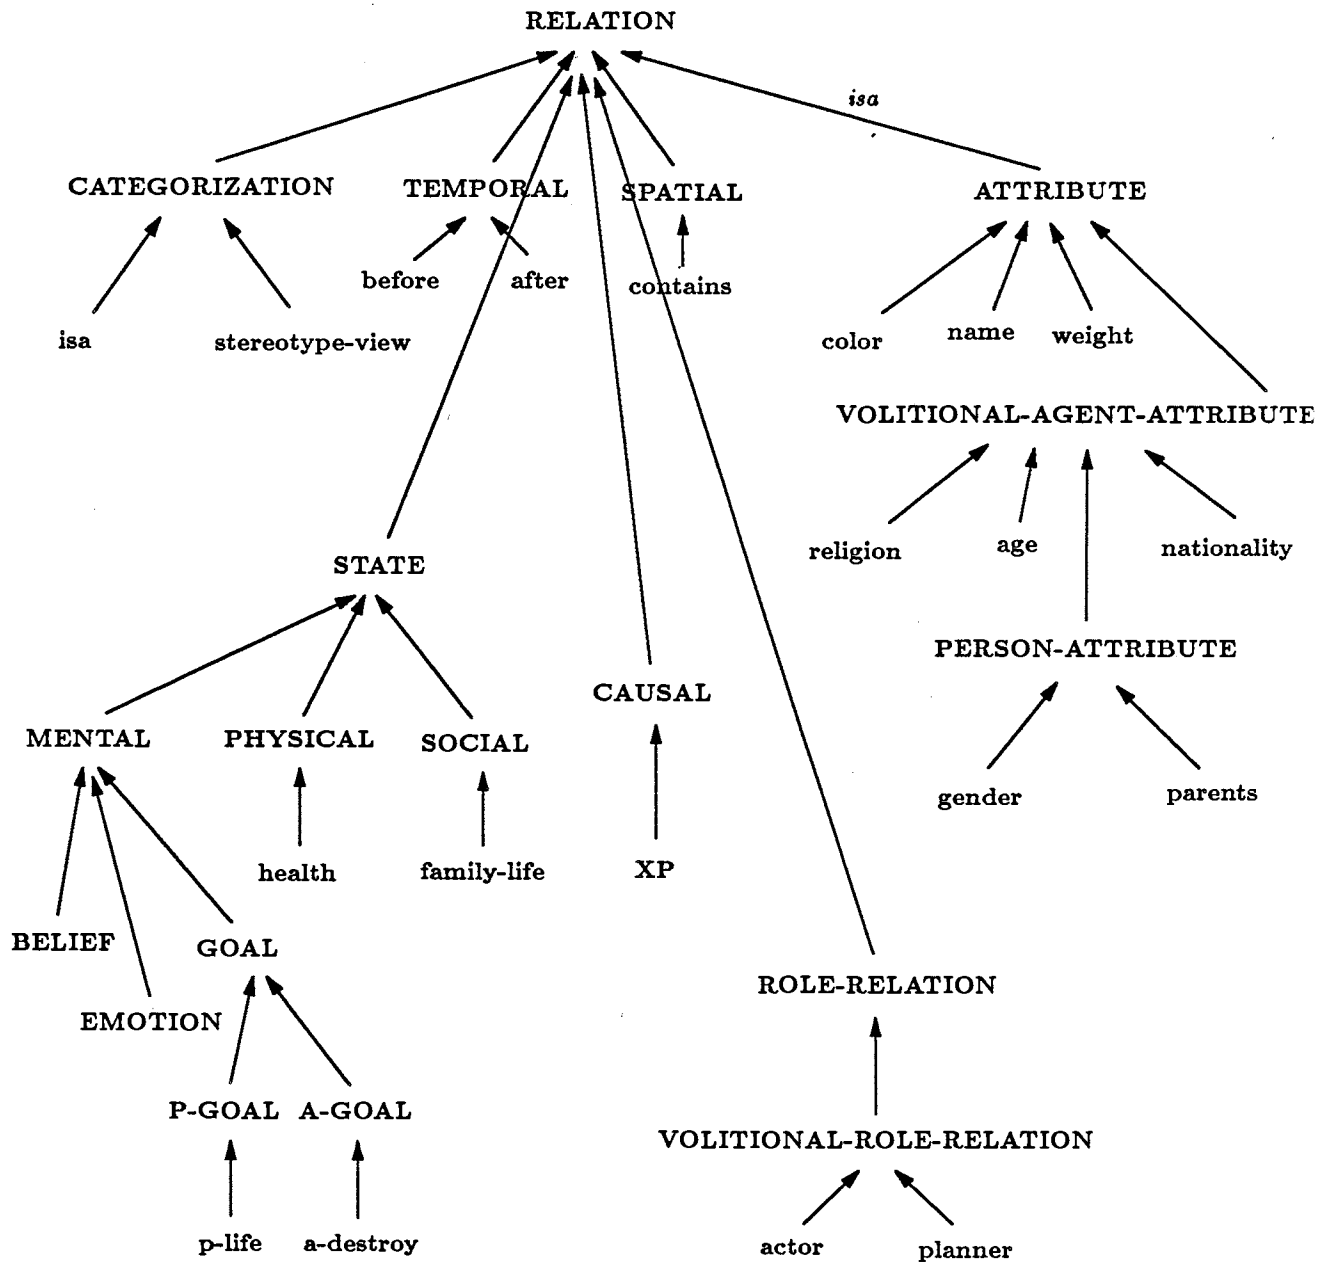 RELATION
isa
CATEGORIZATION
TEMPORAL
SPATIAL
ATTRIBUTE
before
after
contains
isa
stereotype-view
color
name
weight
VOLITIONAL-AGENT-ATTRIBUTE
religion
age
nationality
STATE
PERSON-ATTRIBUTE
CAUSAL
MENTAL
PHYSICAL
SOCIAL
gender
parents
health
family-life
XP
BELIEF
GOAL
ROLE-RELATION
EMOTION
P-GOAL
A-GOAL
VOLITIONAL-ROLE-RELATION
p-life
a-destroy
actor
planner